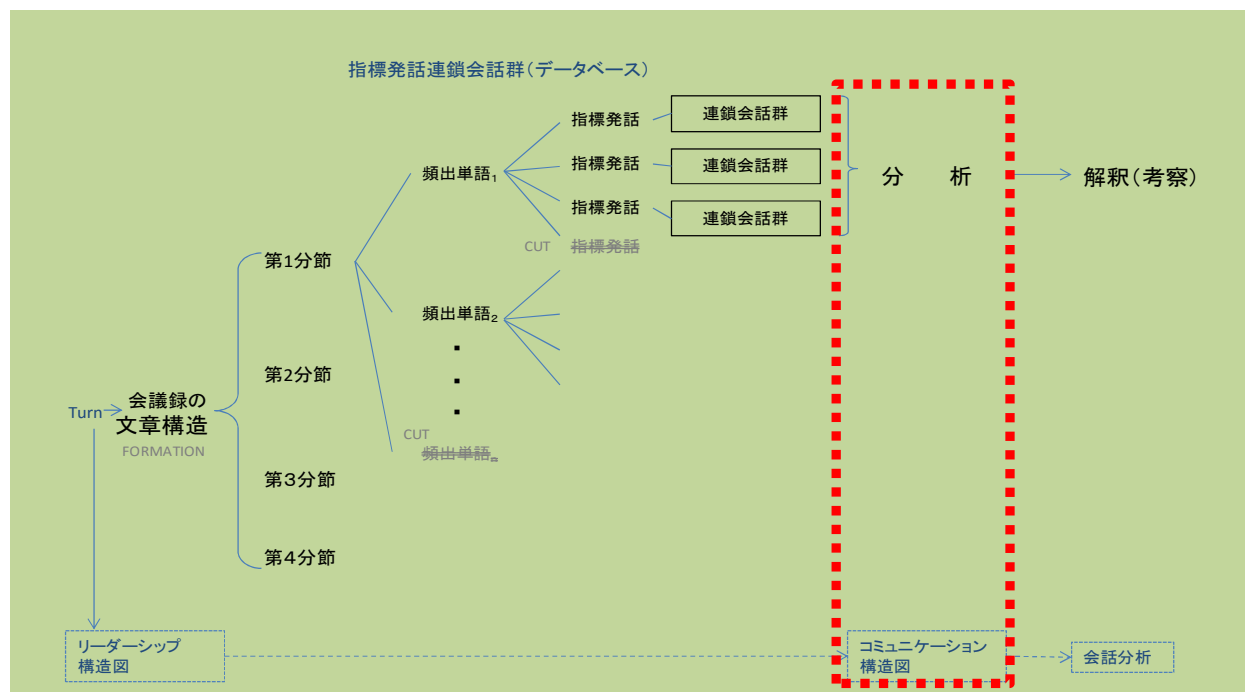 指標発話連鎖会話群（データベース）
指標発話
連鎖会話群
頻出単語₁
指標発話
連鎖会話群
分 析
解釈（考察）
指標発話
連鎖会話群
CUT
指標発話
第1分節
頻出単語₂
第2分節
Turn
会議録の
文章構造
FORMATION
CUT
頻出単語
第3分節
第4分節
リーダーシップ
構造図
コミュニケーション
構造図
会話分析